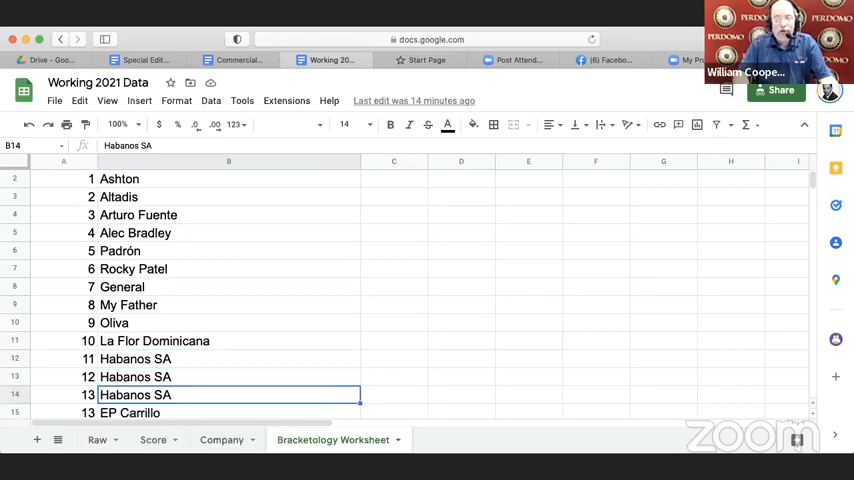 PERDOMO
PERDOMO
William Coope...
docs.google.com
Drive – Goo...
Special Edit...
Commercial...
Working 20...
Start Page
Post Attend...
(6) Facebo...
My Pro
Working 2021 Data
File Edit View Insert Format Data Tools Extensions Help Last edit was 14 minutes ago
Share
100% $ % .0 .00 123 14 B I S A
B14 fx Habanos SA
A B C D E F G H I
2 1 Ashton
3 2 Altadis
4 3 Arturo Fuente
5 4 Alec Bradley
6 5 Padrón
7 6 Rocky Patel
8 7 General
9 8 My Father
10 9 Oliva
11 10 La Flor Dominicana
12 11 Habanos SA
13 12 Habanos SA
14 13 Habanos SA
15 13 EP Carrillo
Raw Score Company Bracketology Worksheet
zoom